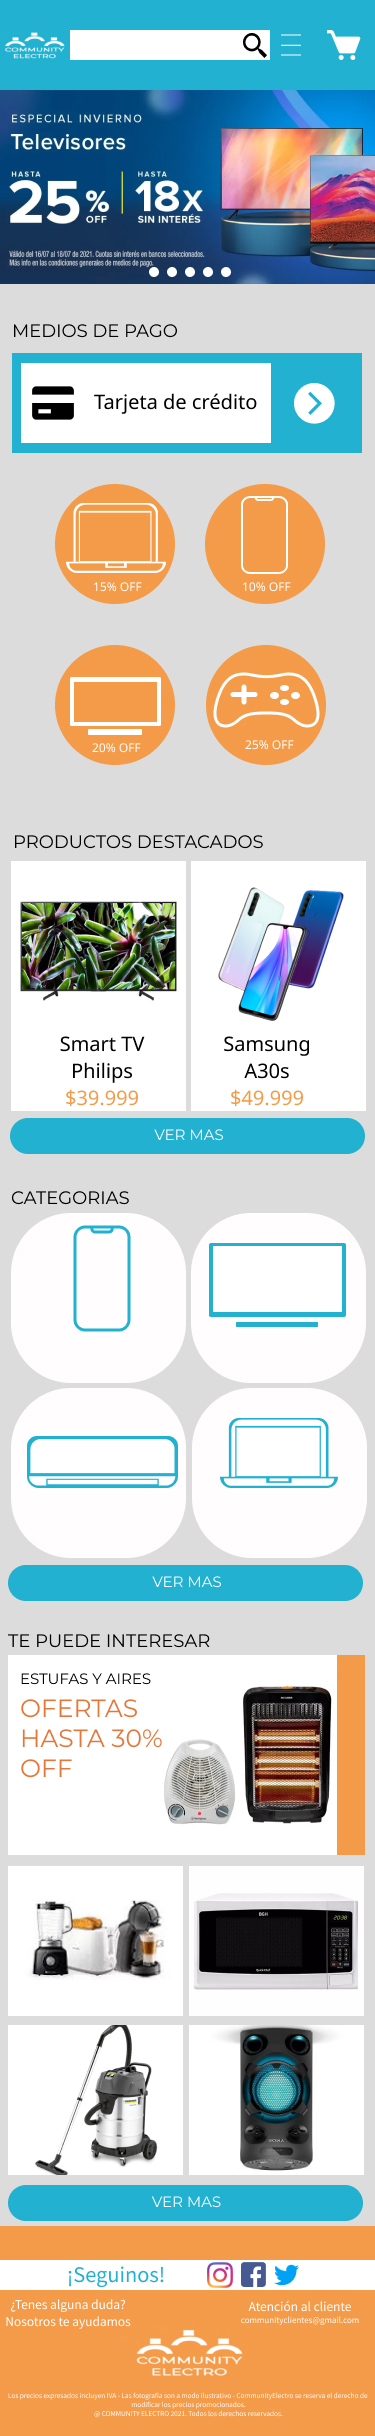 COMMUNITY
ELECTRO
ESPECIAL INVIERNO
Televisores
HASTA
25% OFF
HASTA
18x
SIN INTERÉS
Válido del 16/07 al 18/07 de 2021. Cuotas sin interés en bancos seleccionados.
Más info en las condiciones generales de medios de pago.
MEDIOS DE PAGO
Tarjeta de crédito
15% OFF
10% OFF
20% OFF
25% OFF
PRODUCTOS DESTACADOS
Smart TV
Philips
$39.999
Samsung
A30s
$49.999
VER MAS
CATEGORIAS
VER MAS
TE PUEDE INTERESAR
ESTUFAS Y AIRES
OFERTAS
HASTA 30%
OFF
BGH
20:38
VER MAS
¡Seguinos!
¿Tenes alguna duda?
Nosotros te ayudamos
Atención al cliente
communityclientes@gmail.com
COMMUNITY
ELECTRO
Los precios expresados incluyen IVA - Las fotografía son a modo ilustrativo - CommunityElectro se reserva el derecho de
modificar los precios promocionados.
@ COMMUNITY ELECTRO 2021. Todos los derechos reservados.